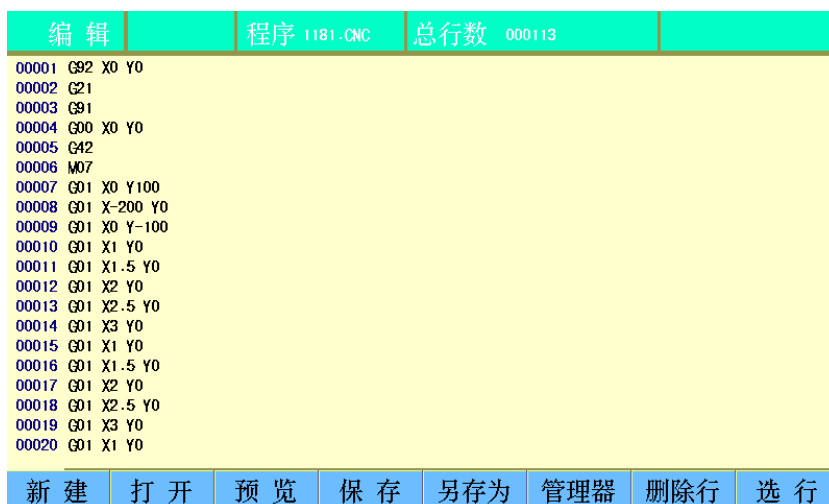 编 辑 程序 1181.CNC 总行数 000113
00001 G92 X0 Y0
00002 G21
00003 G91
00004 G00 X0 Y0
00005 G42
00006 M07
00007 G01 X0 Y100
00008 G01 X-200 Y0
00009 G01 X0 Y-100
00010 G01 X1 Y0
00011 G01 X1.5 Y0
00012 G01 X2 Y0
00013 G01 X2.5 Y0
00014 G01 X3 Y0
00015 G01 X1 Y0
00016 G01 X1.5 Y0
00017 G01 X2 Y0
00018 G01 X2.5 Y0
00019 G01 X3 Y0
00020 G01 X1 Y0
新 建 打 开 预 览 保 存 另存为 管理器 删除行 选 行